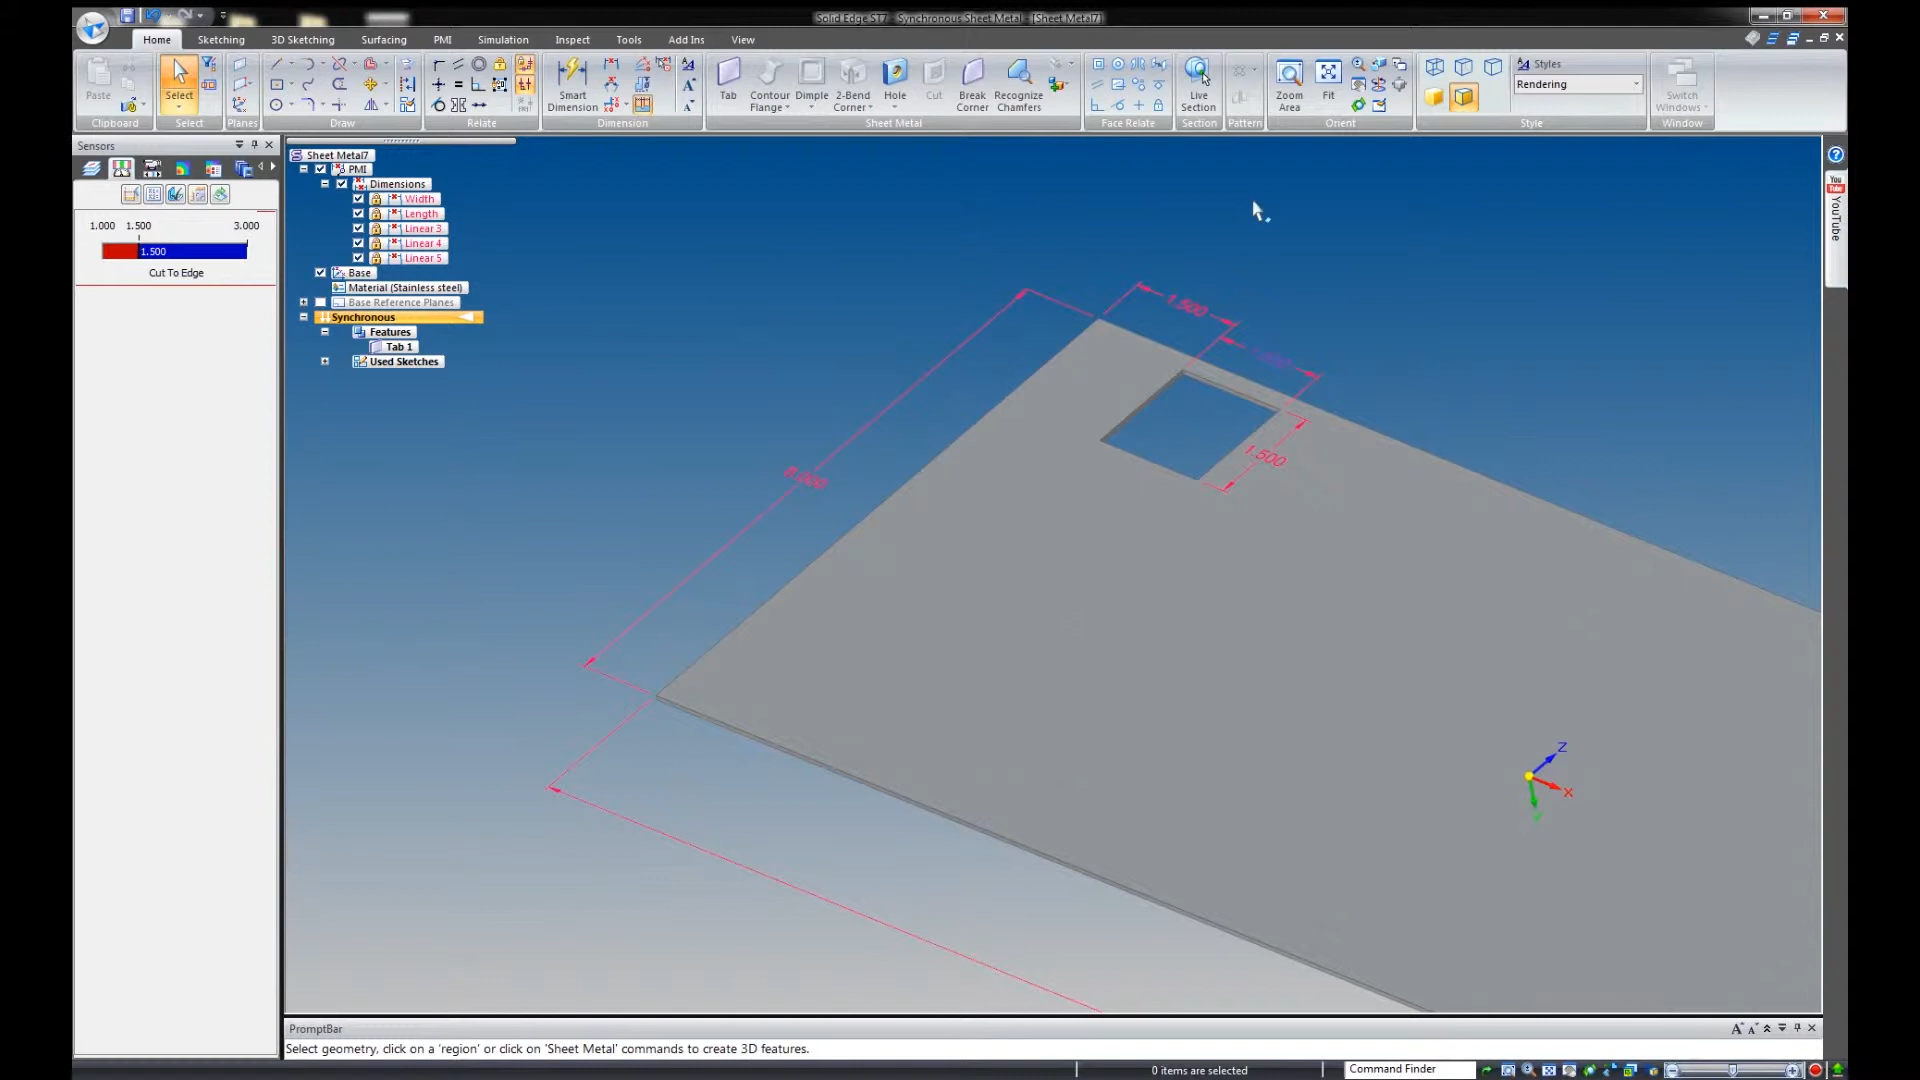 Solid Edge ST7 - Synchronous Sheet Metal - [Sheet Metal7]
Home Sketching 3D Sketching Surfacing PMI Simulation Inspect Tools Add Ins View
Paste
Clipboard
Select
Select
Planes
Draw
Relate
Smart Dimension
Dimension
Tab
Contour Flange
Dimple
2-Bend Corner
Hole
Cut
Break Corner
Recognize Chamfers
Sheet Metal
Face Relate
Live Section
Section
Pattern
Zoom Area
Fit
Orient
Styles
Rendering
Style
Switch Windows
Window
Sensors
1.000 1.500 3.000
1.500
Cut To Edge
Sheet Metal7
PMI
Dimensions
Width
Length
Linear 3
Linear 4
Linear 5
Base
Material (Stainless steel)
Base Reference Planes
Synchronous
Features
Tab 1
Used Sketches
1.500
1.500
Z
X
You Tube
YouTube
PromptBar
Select geometry, click on a 'region' or click on 'Sheet Metal' commands to create 3D features.
0 items are selected
Command Finder